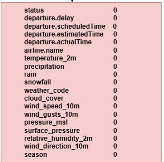 status 0
departure.delay 0
departure.scheduledTime 0
departure.estimatedTime 0
departure.actualTime 0
airline.name 0
temperature_2m 0
precipitation 0
rain 0
snowfall 0
weather_code 0
cloud_cover 0
wind_speed_10m 0
wind_gusts_10m 0
pressure_msl 0
surface_pressure 0
relative_humidity_2m 0
wind_direction_10m 0
season 0